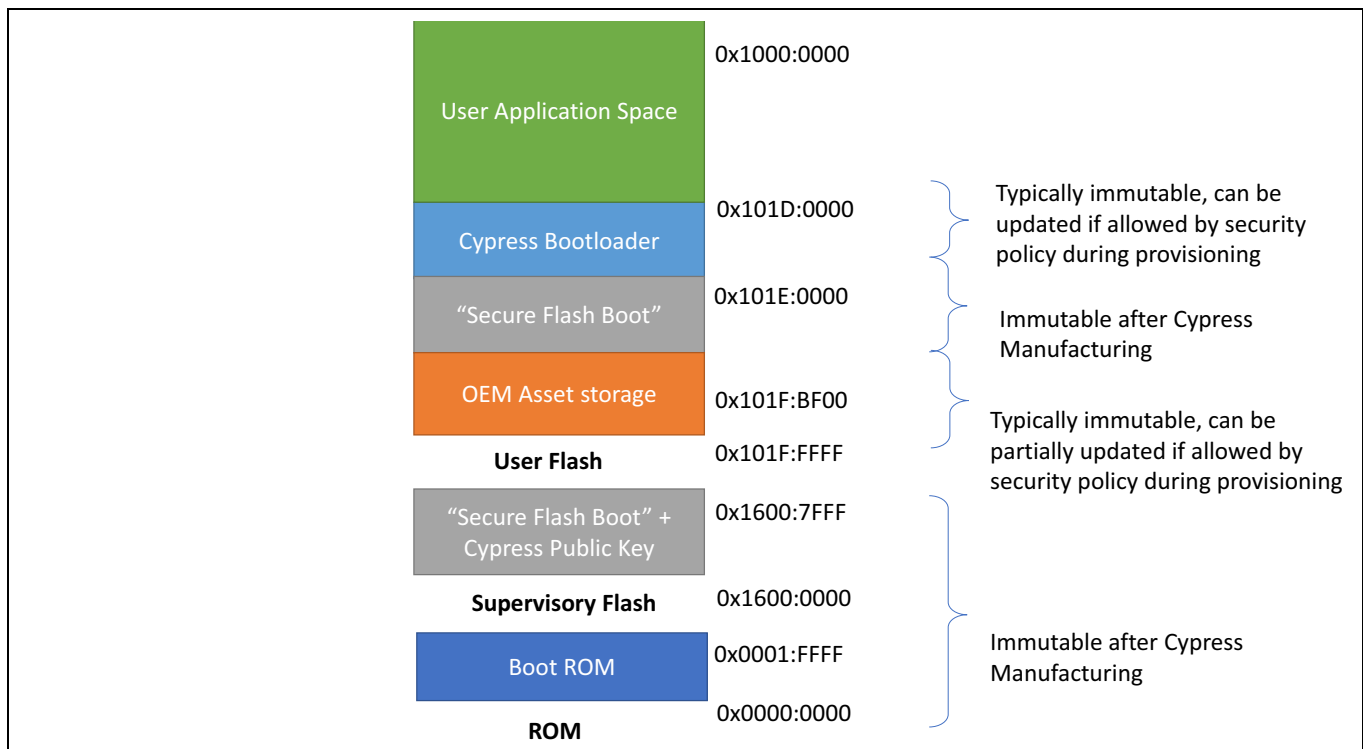 0x1000:0000
User Application Space
Typically immutable, can be
updated if allowed by security
policy during provisioning
0x101D:0000
Cypress Bootloader
0x101E:0000
“Secure Flash Boot”
Immutable after Cypress
Manufacturing
OEM Asset storage
0x101F:BF00
Typically immutable, can be
partially updated if allowed by
security policy during provisioning
User Flash
0x101F:FFFF
“Secure Flash Boot” +
Cypress Public Key
0x1600:7FFF
Supervisory Flash
0x1600:0000
Boot ROM
0x0001:FFFF
Immutable after Cypress
Manufacturing
0x0000:0000
ROM